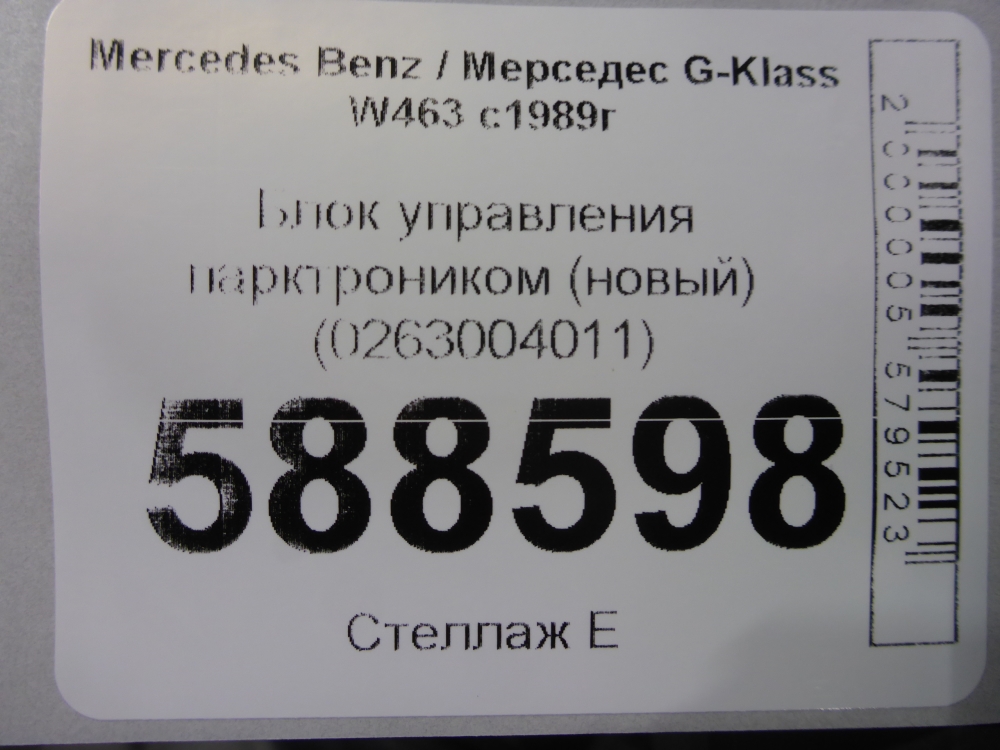 Mercedes Benz / Мерседес G-Klass
W463 с1989г
Блок управления
парктроником (новый)
(0263004011)
588598
Стеллаж Е
2000005579523